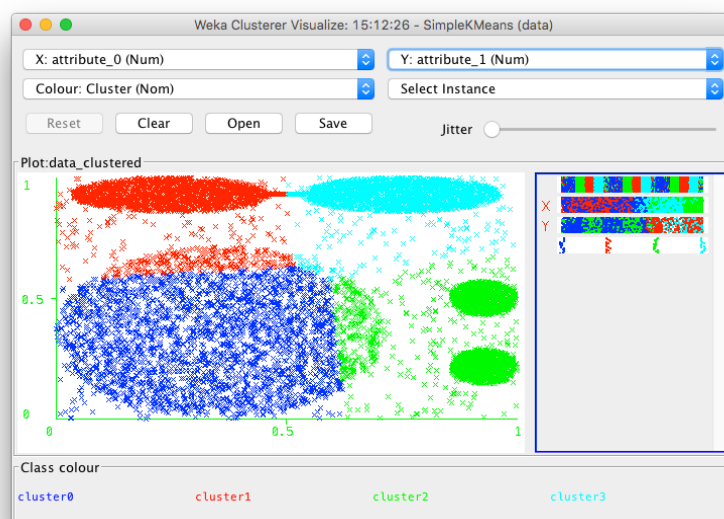 Weka Clusterer Visualize: 15:12:26 - SimpleKMeans (data)
X: attribute_0 (Num)
Y: attribute_1 (Num)
Colour: Cluster (Nom)
Select Instance
Reset
Clear
Open
Save
Jitter
Plot:data_clustered
1
0.5
0
0
0.5
1
X
Y
Class colour
cluster0
cluster1
cluster2
cluster3